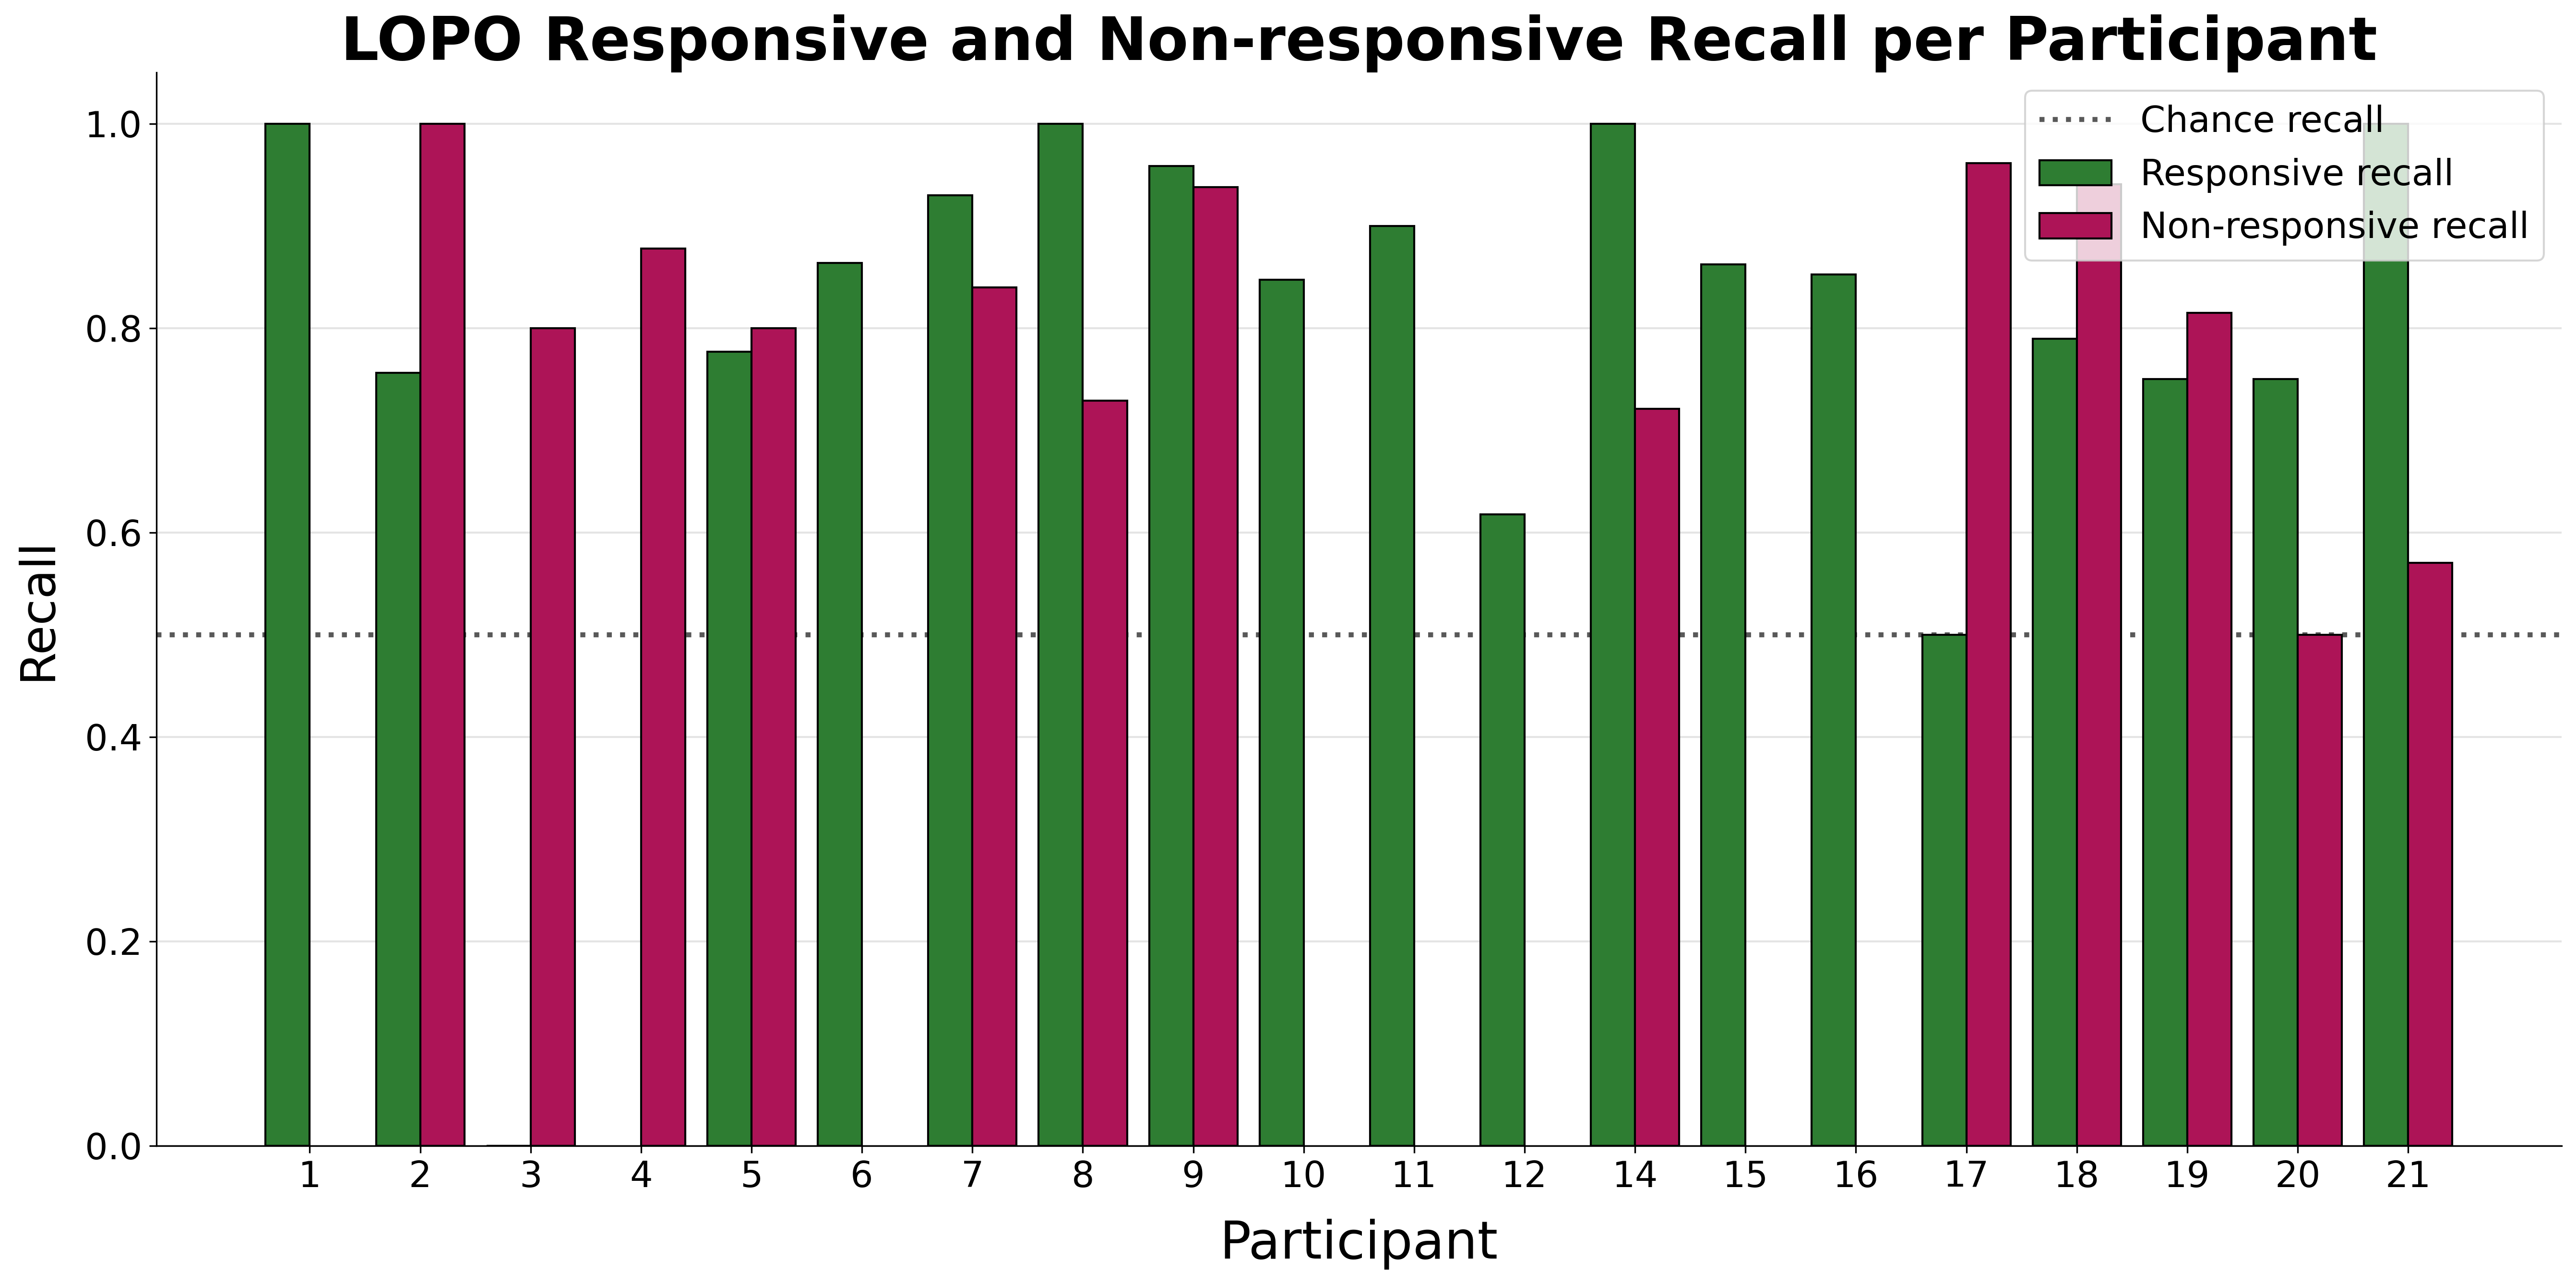 LOPO Responsive and Non-responsive Recall per Participant
Chance recall
Responsive recall
Non-responsive recall
1.0
0.8
0.6
0.4
0.2
0.0
Recall
1 2 3 4 5 6 7 8 9 10 11 12 14 15 16 17 18 19 20 21
Participant